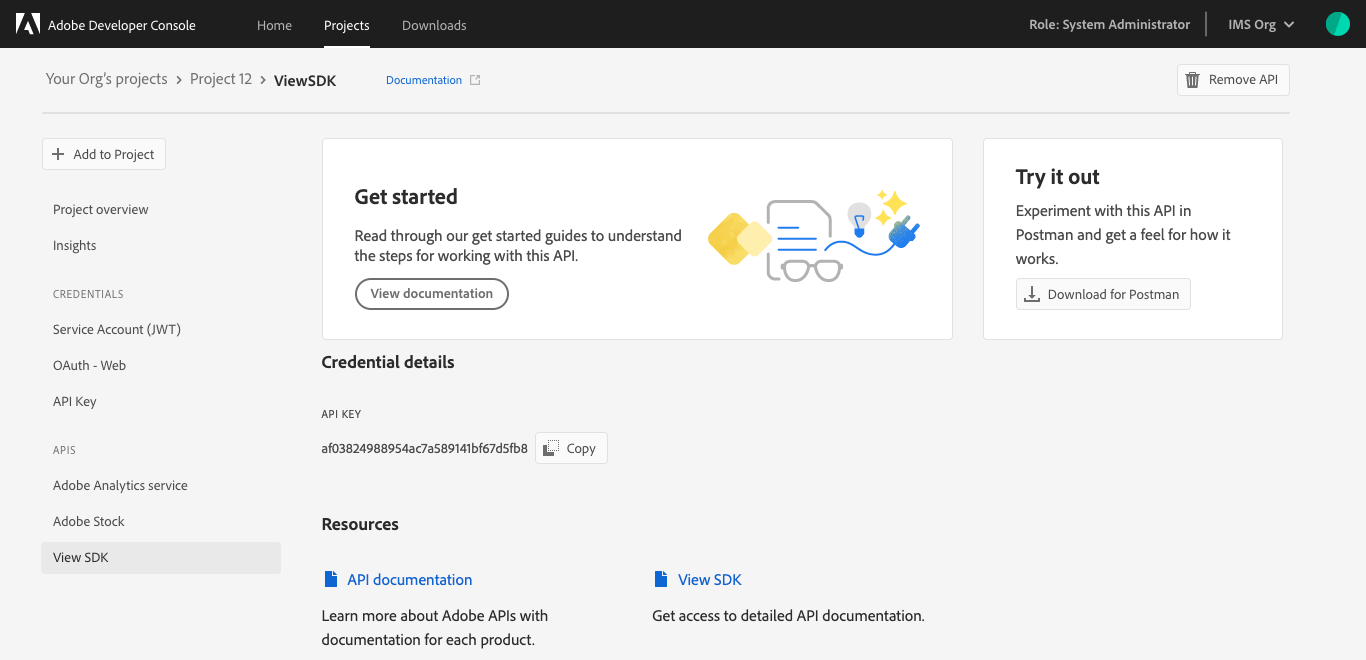 Adobe Developer Console
Home
Projects
Downloads
Role: System Administrator
IMS Org
Your Org's projects > Project 12 > ViewSDK
Documentation
Remove API
Add to Project
Project overview
Insights
CREDENTIALS
Service Account (JWT)
OAuth - Web
API Key
APIS
Adobe Analytics service
Adobe Stock
View SDK
Get started
Read through our get started guides to understand
the steps for working with this API.
View documentation
Try it out
Experiment with this API in
Postman and get a feel for how it
works.
Download for Postman
Credential details
API KEY
af03824988954ac7a589141bf67d5fb8
Copy
Resources
API documentation
Learn more about Adobe APIs with
documentation for each product.
View SDK
Get access to detailed API documentation.